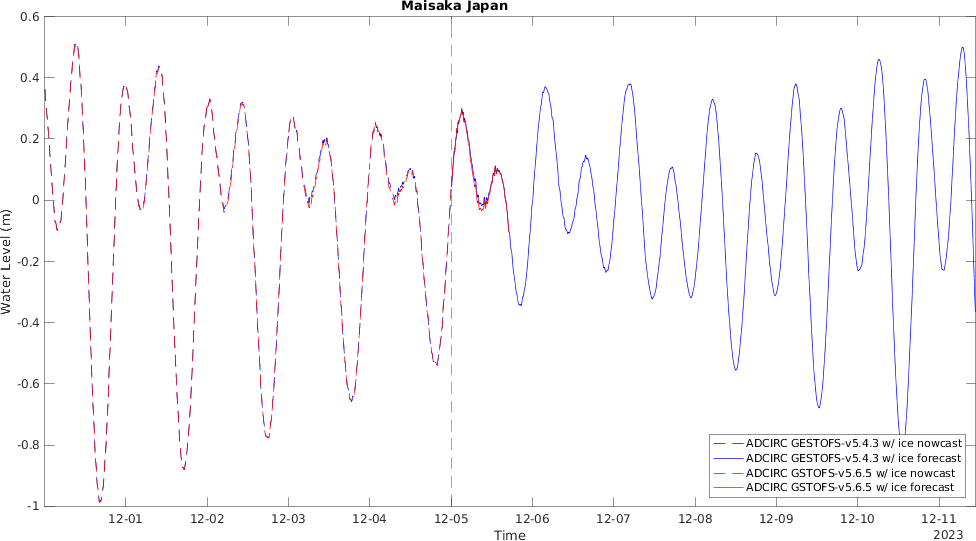 Maisaka Japan
0.6
0.4
0.2
0
-0.2
-0.4
-0.6
-0.8
-1
Water Level (m)
12-01 12-02 12-03 12-04 12-05 12-06 12-07 12-08 12-09 12-10 12-11
Time
2023
ADCIRC GESTOFS-v5.4.3 w/ ice nowcast
ADCIRC GESTOFS-v5.4.3 w/ ice forecast
ADCIRC GSTOFS-v5.6.5 w/ ice nowcast
ADCIRC GSTOFS-v5.6.5 w/ ice forecast